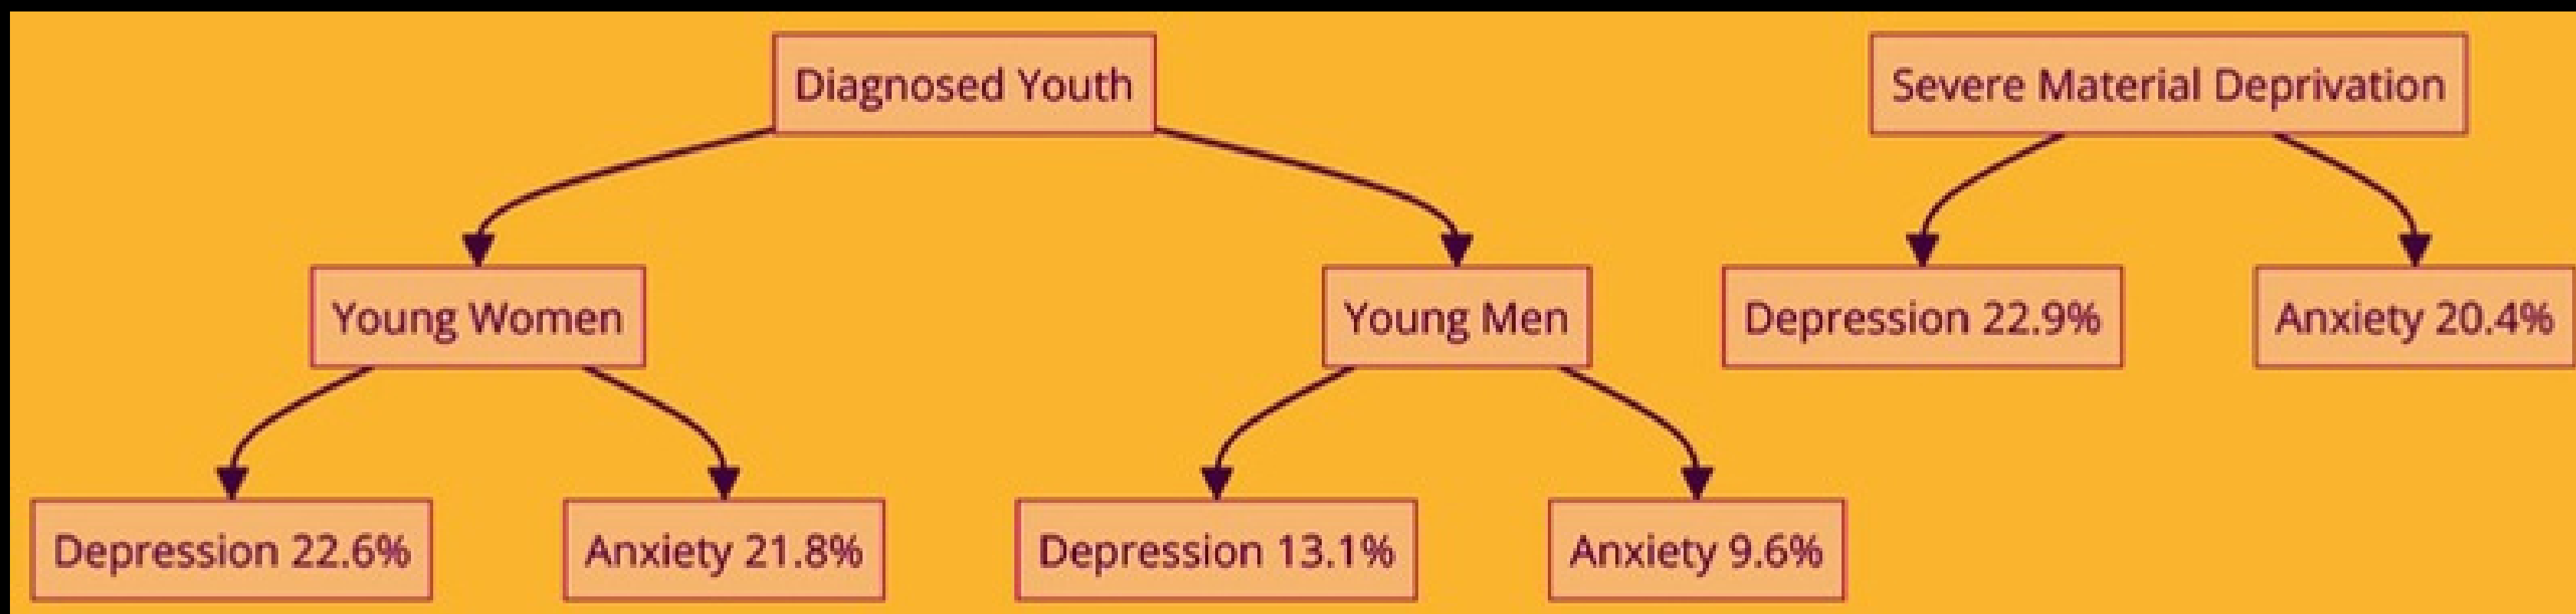 Diagnosed Youth
Severe Material Deprivation
Young Women
Young Men
Depression 22.9%
Anxiety 20.4%
Depression 22.6%
Anxiety 21.8%
Depression 13.1%
Anxiety 9.6%